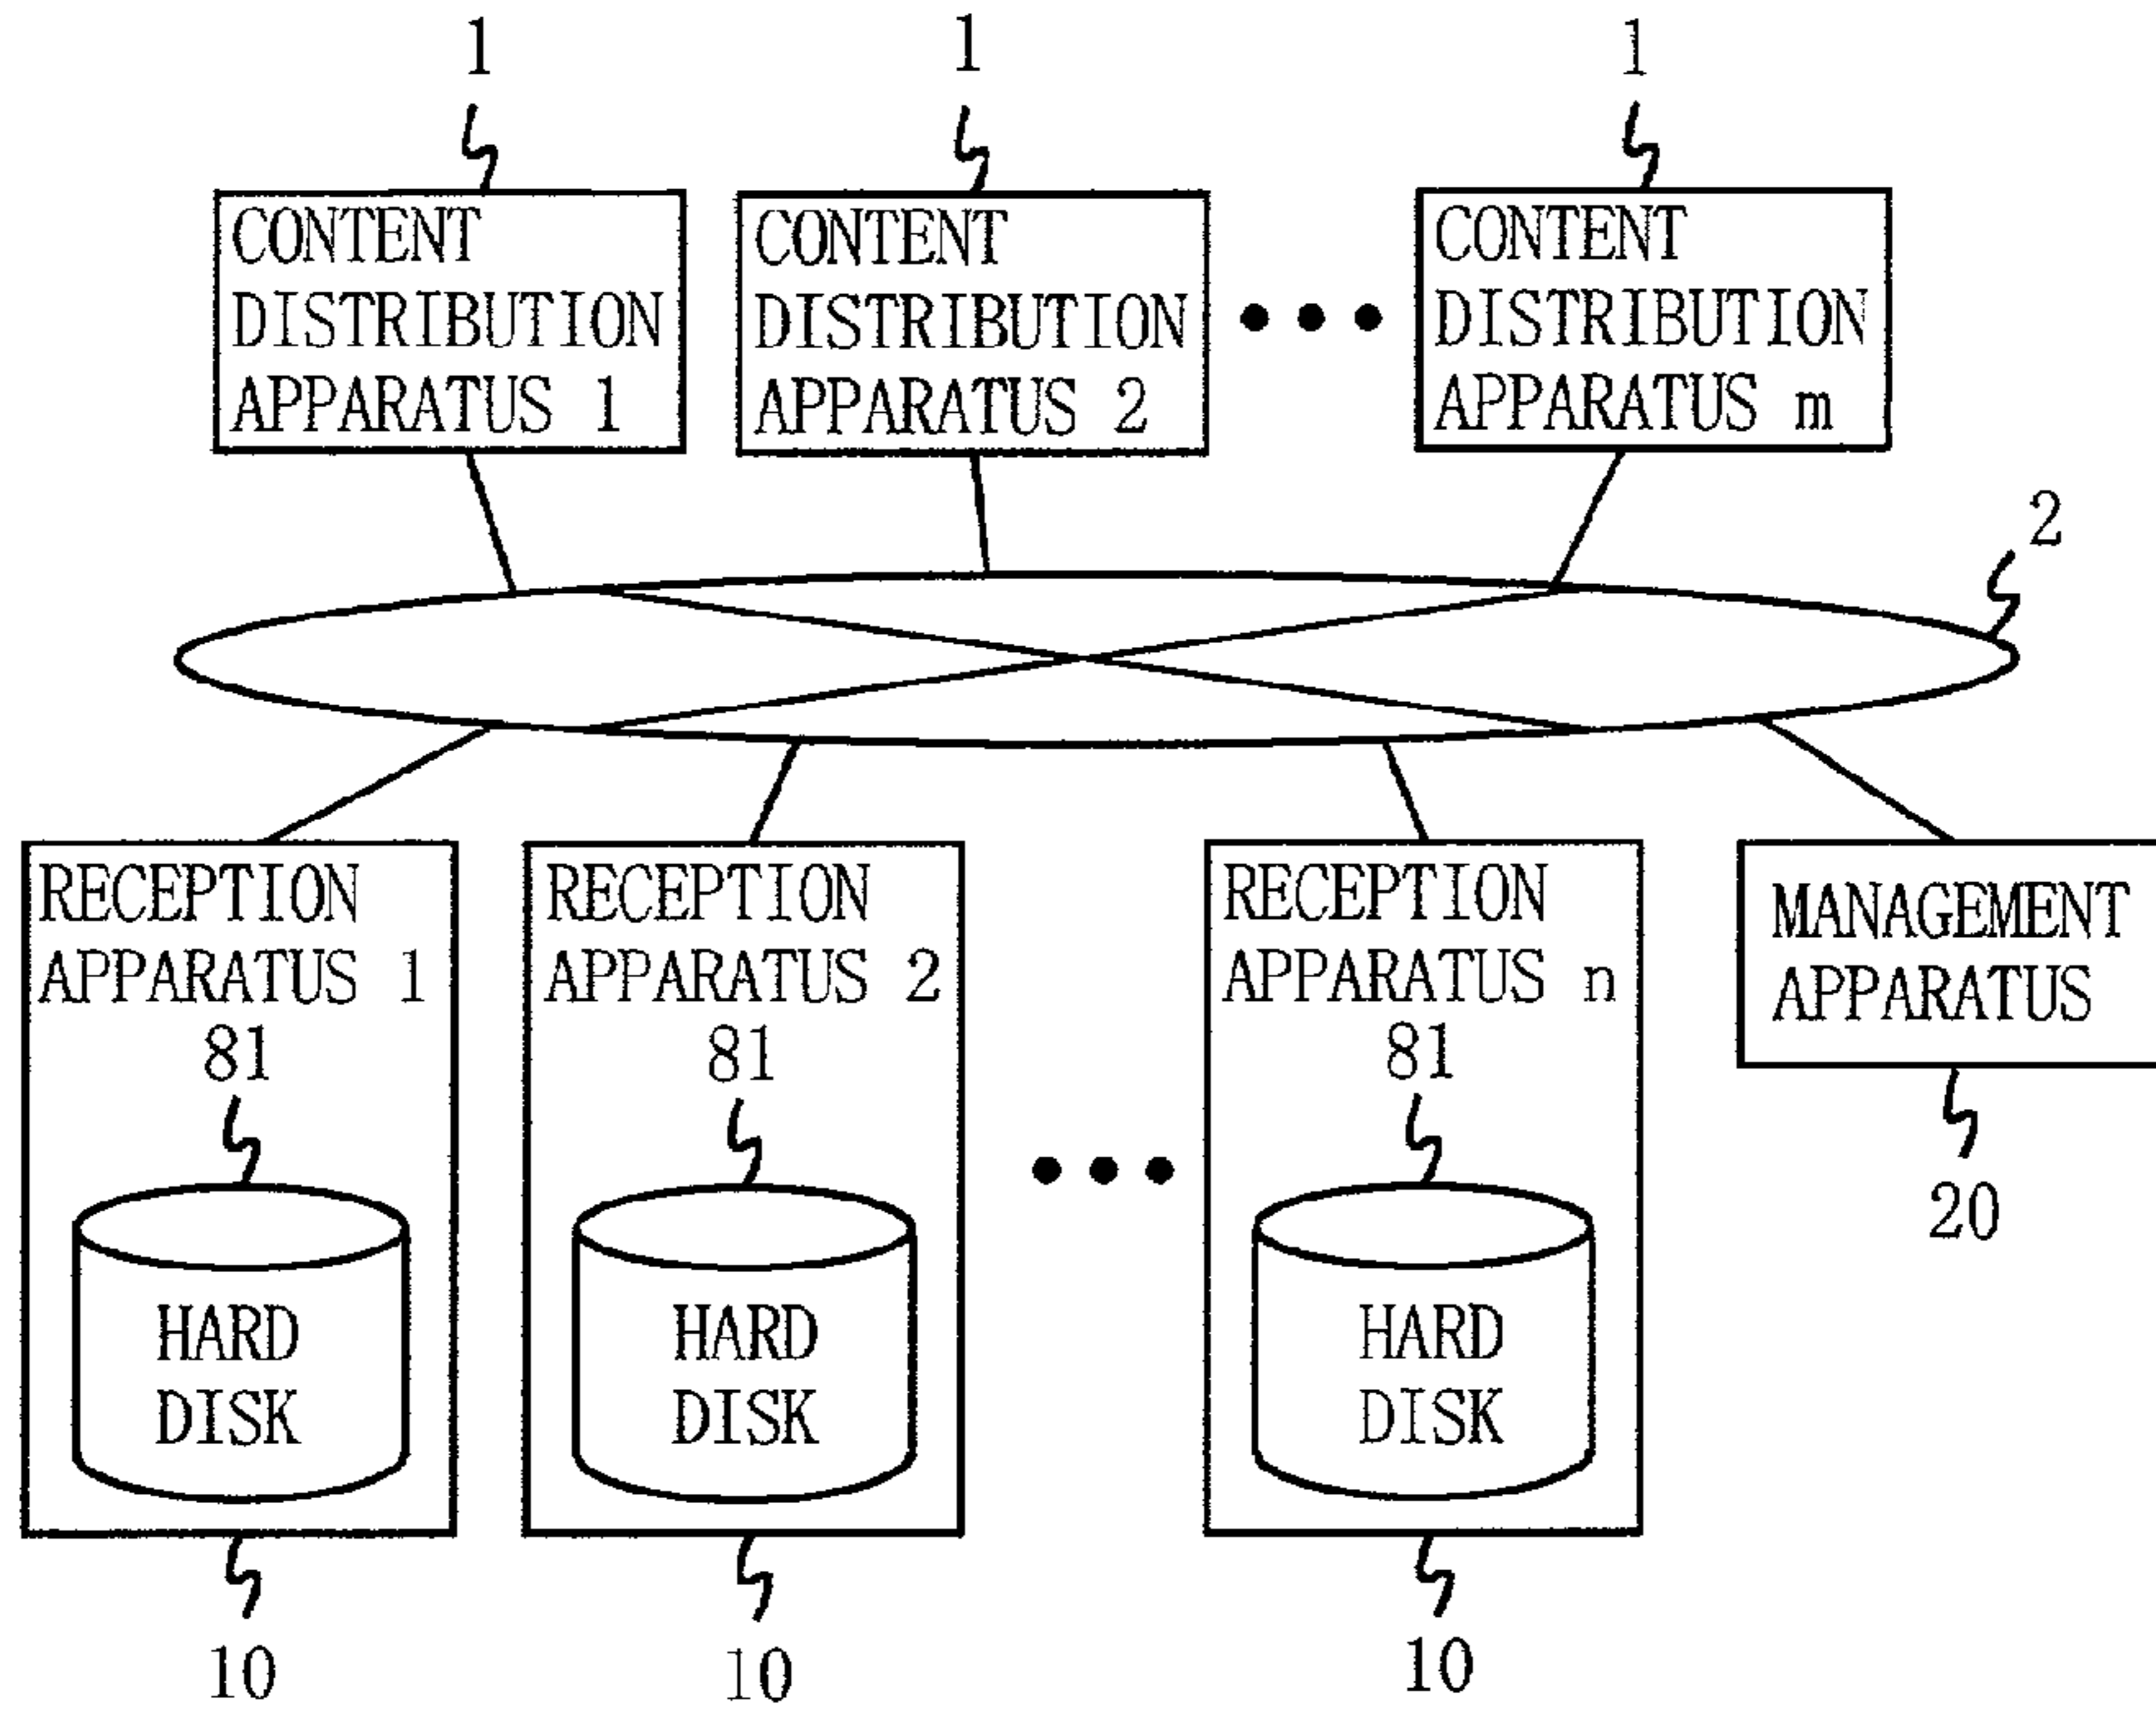 1
1
1
CONTENT
DISTRIBUTION
APPARATUS 1
CONTENT
DISTRIBUTION
APPARATUS 2
CONTENT
DISTRIBUTION
APPARATUS m
2
RECEPTION
APPARATUS 1
81
HARD
DISK
10
RECEPTION
APPARATUS 2
81
HARD
DISK
10
RECEPTION
APPARATUS n
81
HARD
DISK
10
MANAGEMENT
APPARATUS
20